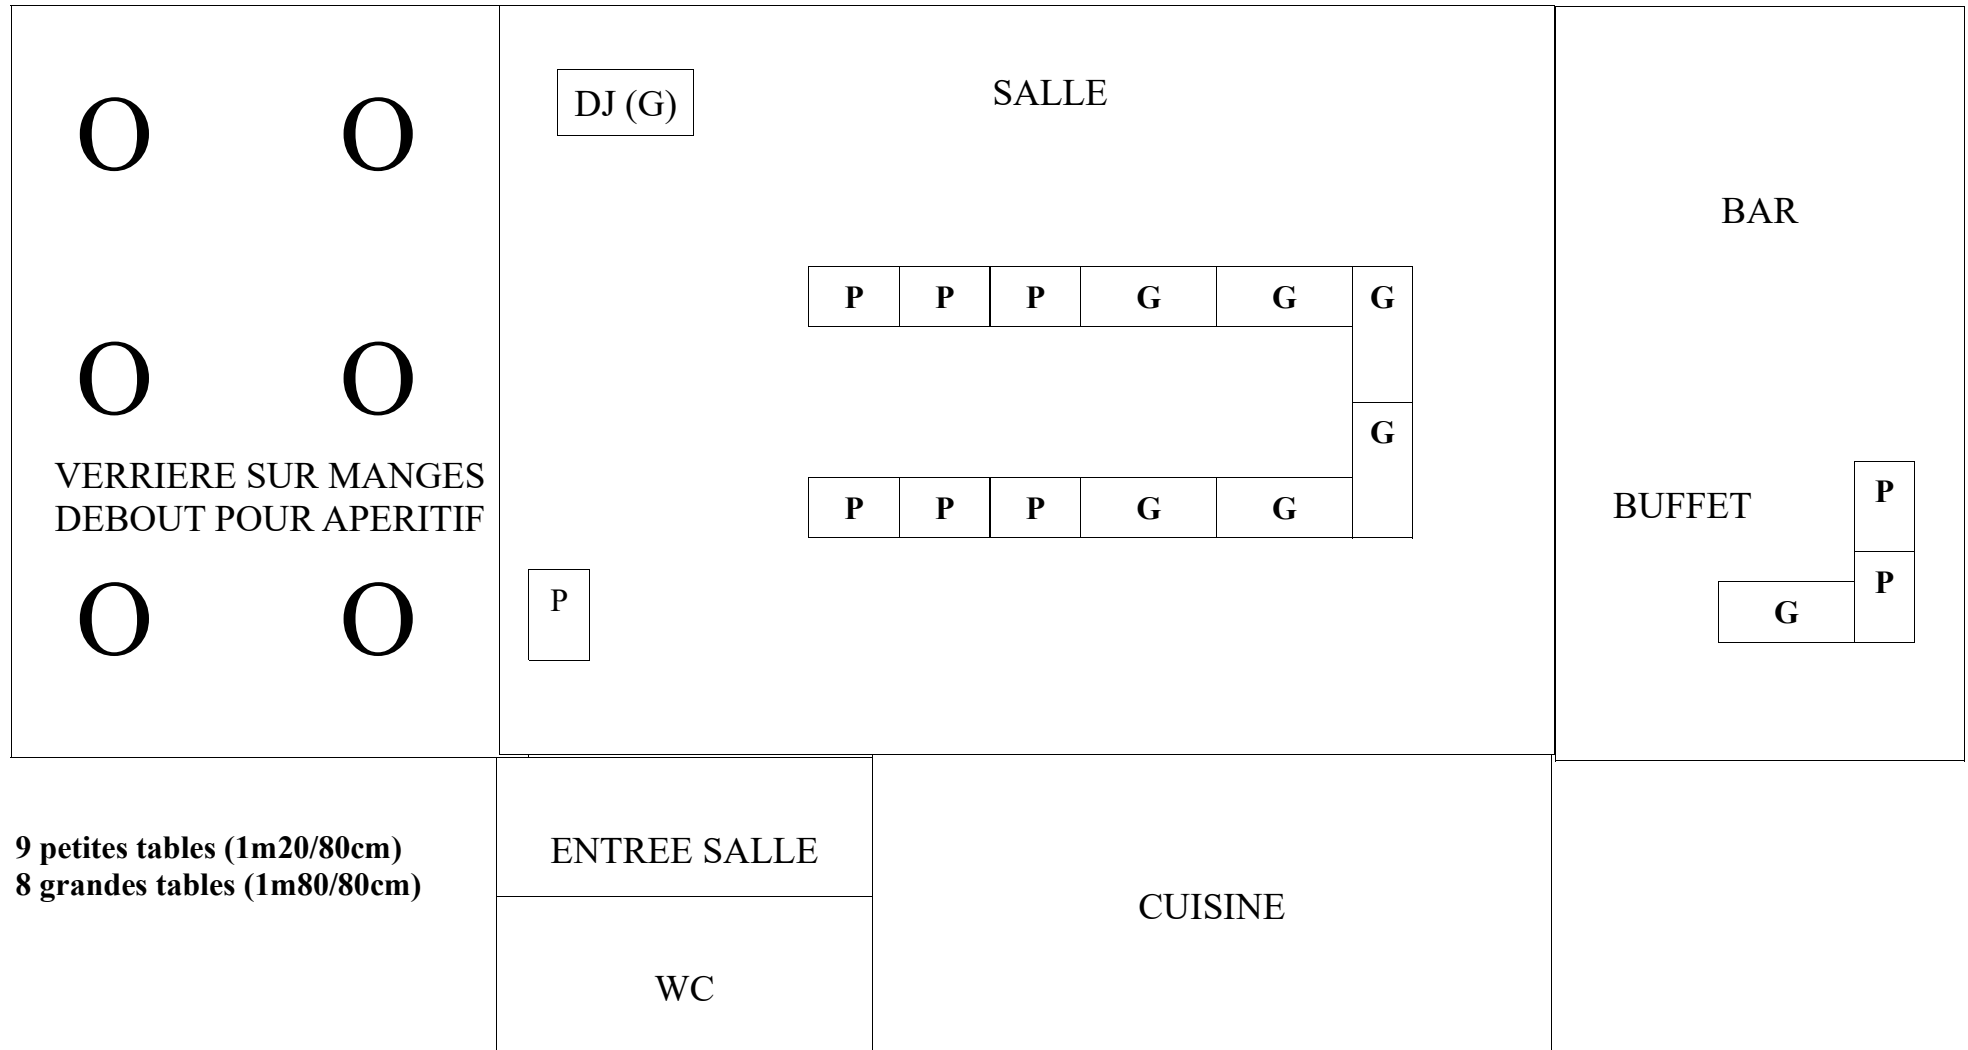 DJ (G)
SALLE
O O
BAR
P P P G G G
O O
G
VERRIERE SUR MANGES
DEBOUT POUR APERITIF
P P P G G
BUFFET
P
P
P
G
O O
9 petites tables (1m20/80cm)
8 grandes tables (1m80/80cm)
ENTREE SALLE
CUISINE
WC